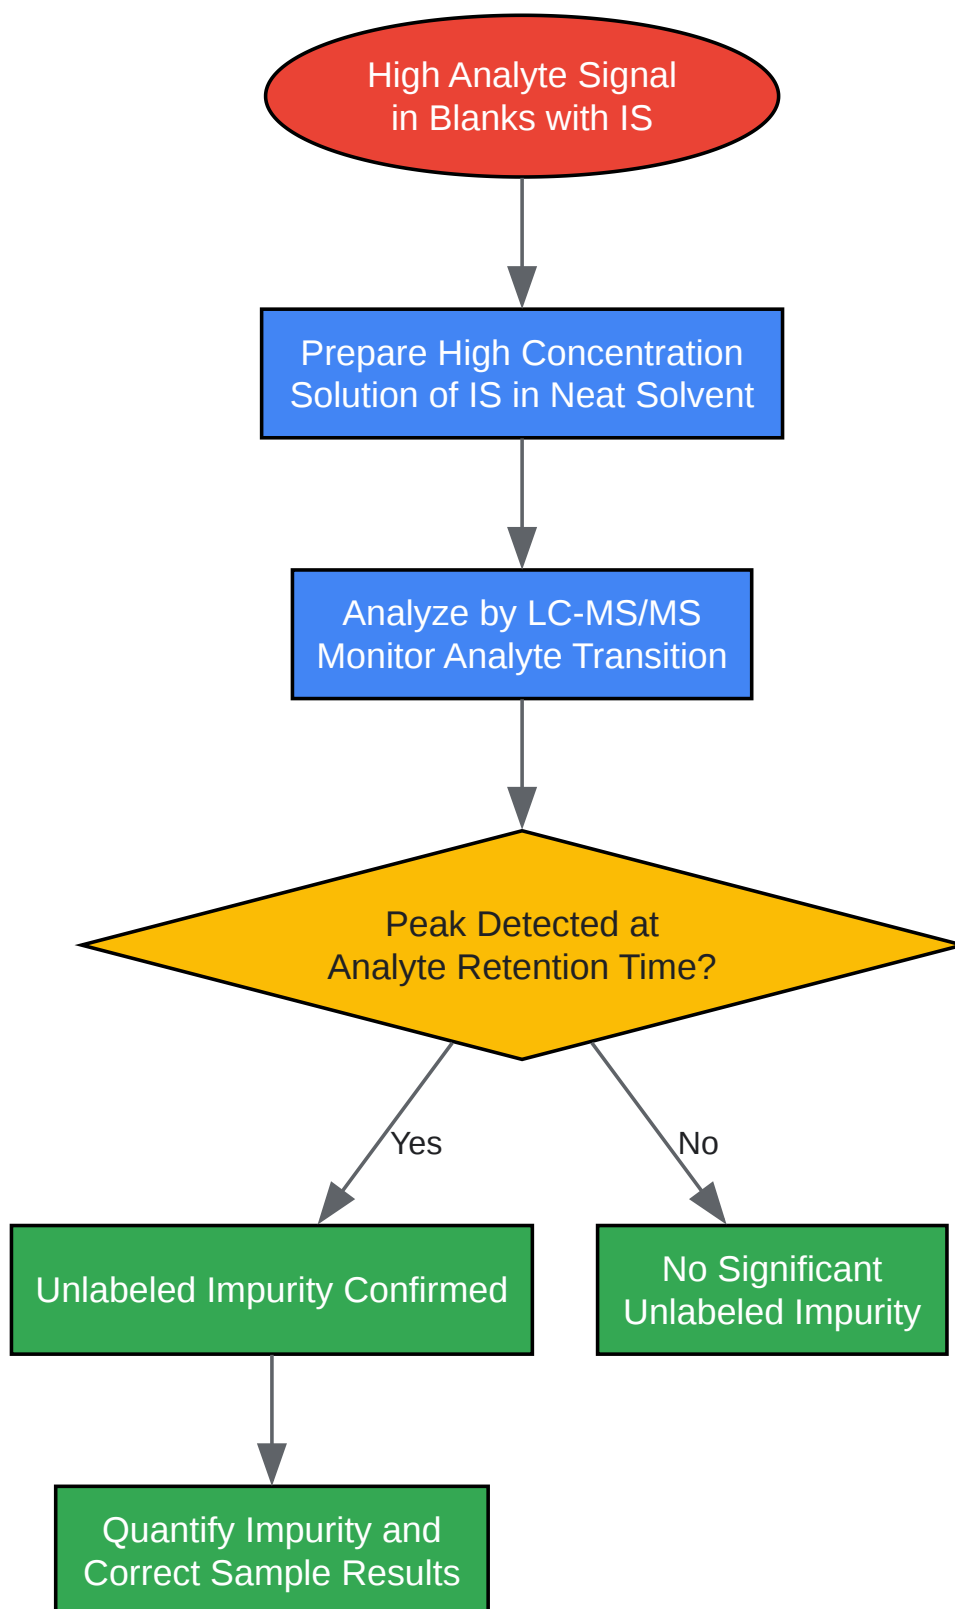 High Analyte Signal
in Blanks with IS
Prepare High Concentration
Solution of IS in Neat Solvent
Analyze by LC-MS/MS
Monitor Analyte Transition
Peak Detected at
Analyte Retention Time?
Yes
No
Unlabeled Impurity Confirmed
No Significant
Unlabeled Impurity
Quantify Impurity and
Correct Sample Results